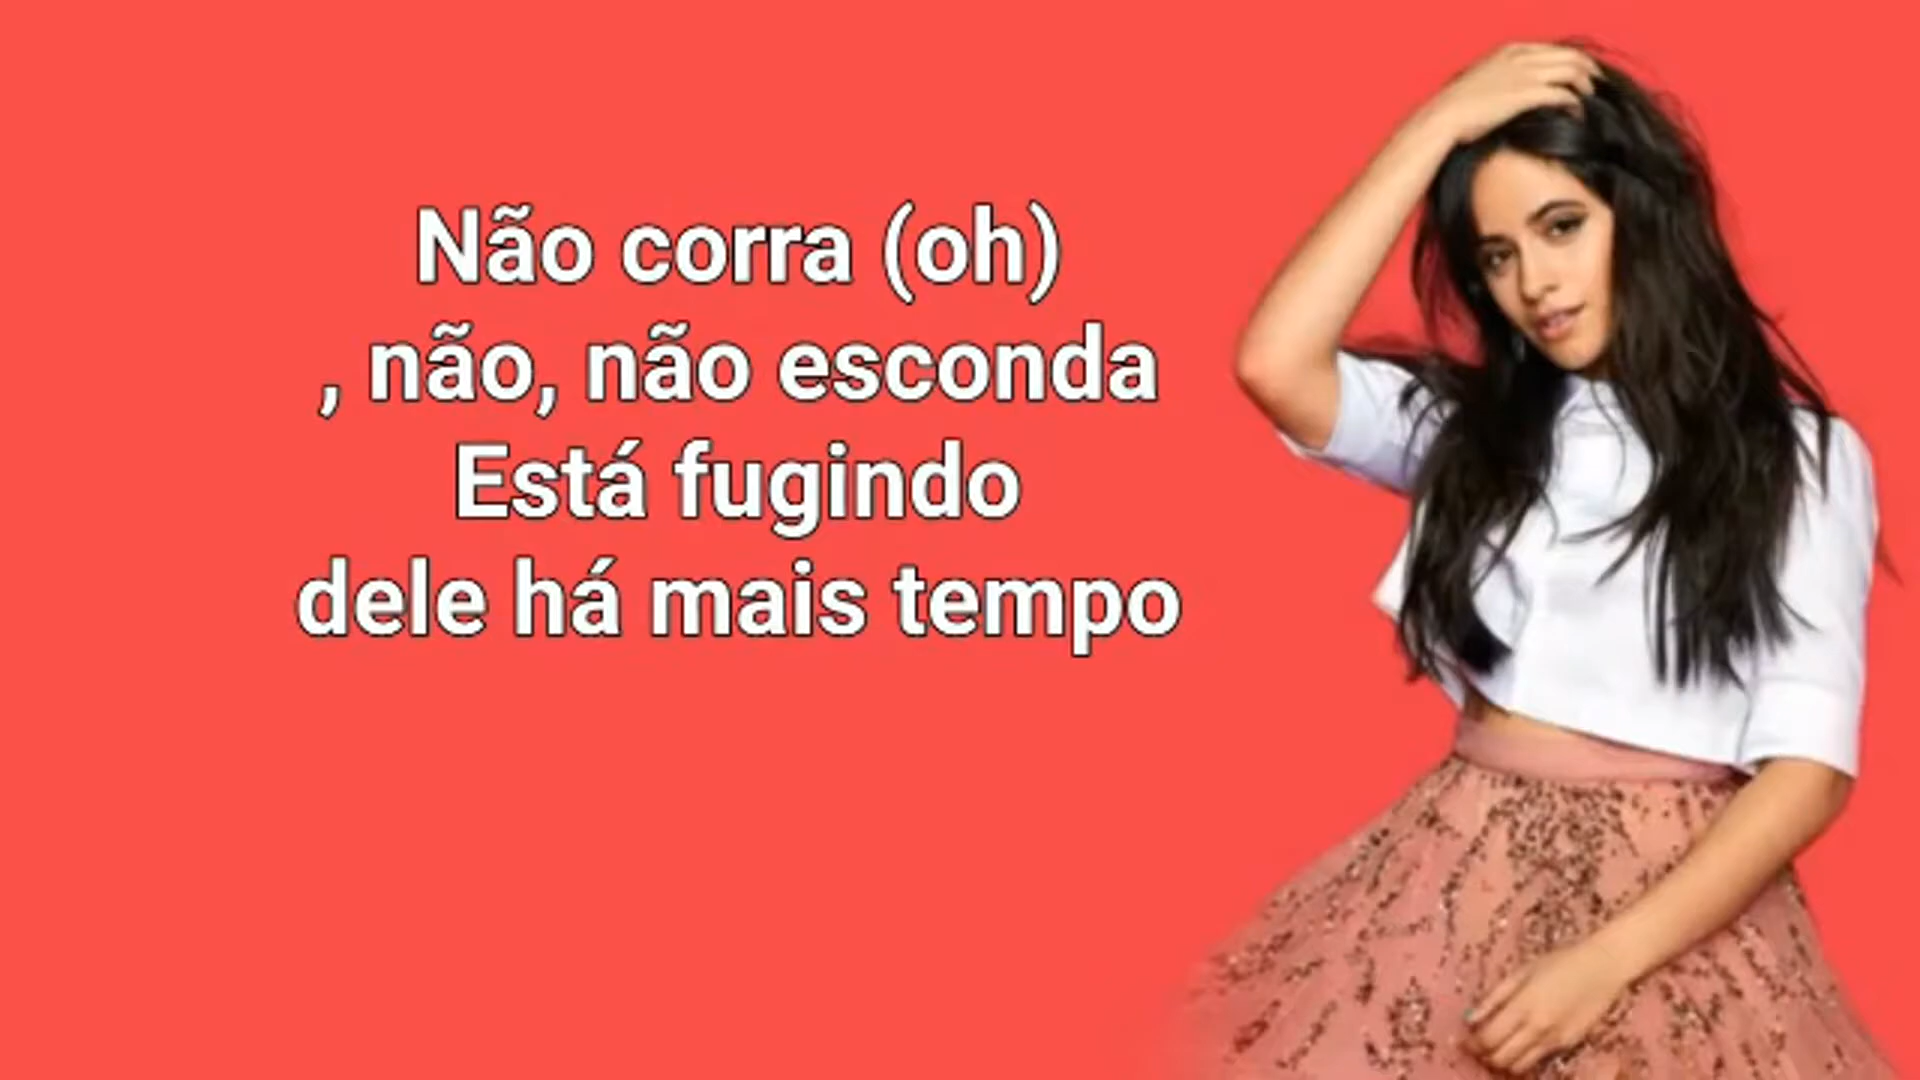 Não corra (oh)
, não, não esconda
Está fugindo
dele há mais tempo